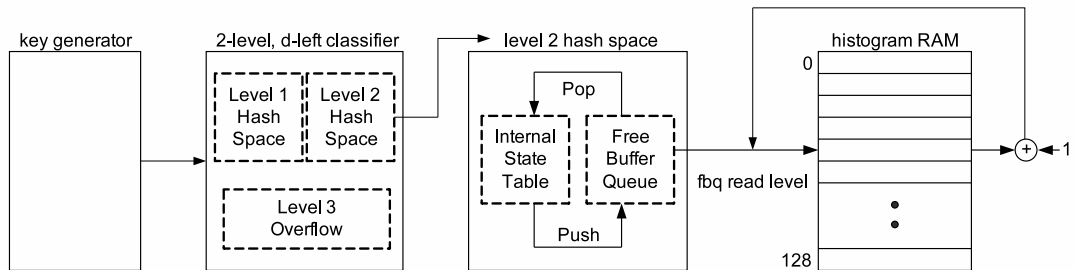 key generator
2-level, d-left classifier
Level 1
Hash
Space
Level 2
Hash
Space
Level 3
Overflow
level 2 hash space
Pop
Internal
State
Table
Free
Buffer
Queue
Push
fbq read level
histogram RAM
0
128
+
1